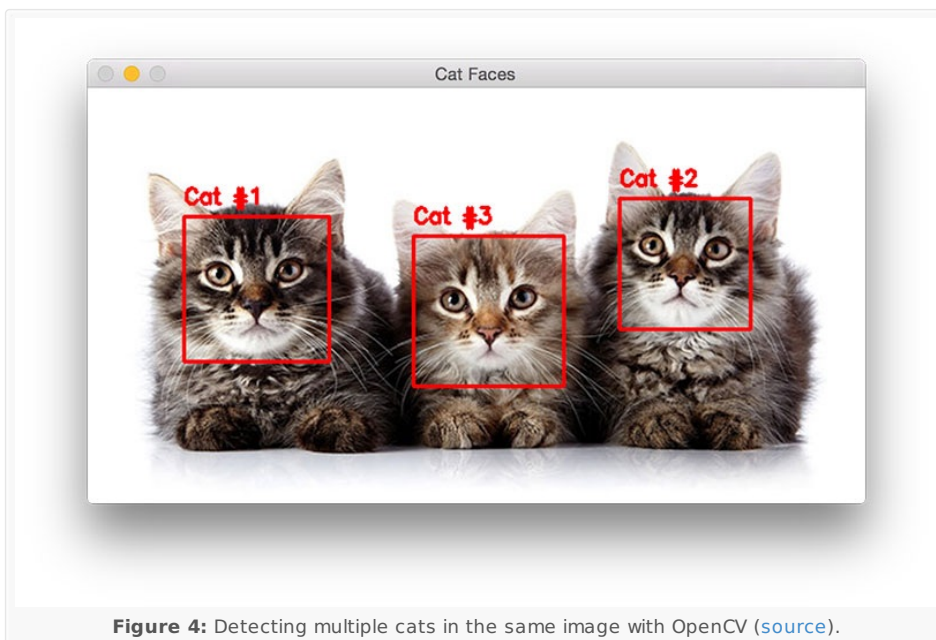 Cat Faces
Cat #1
Cat #3
Cat #2
Figure 4: Detecting multiple cats in the same image with OpenCV (source).